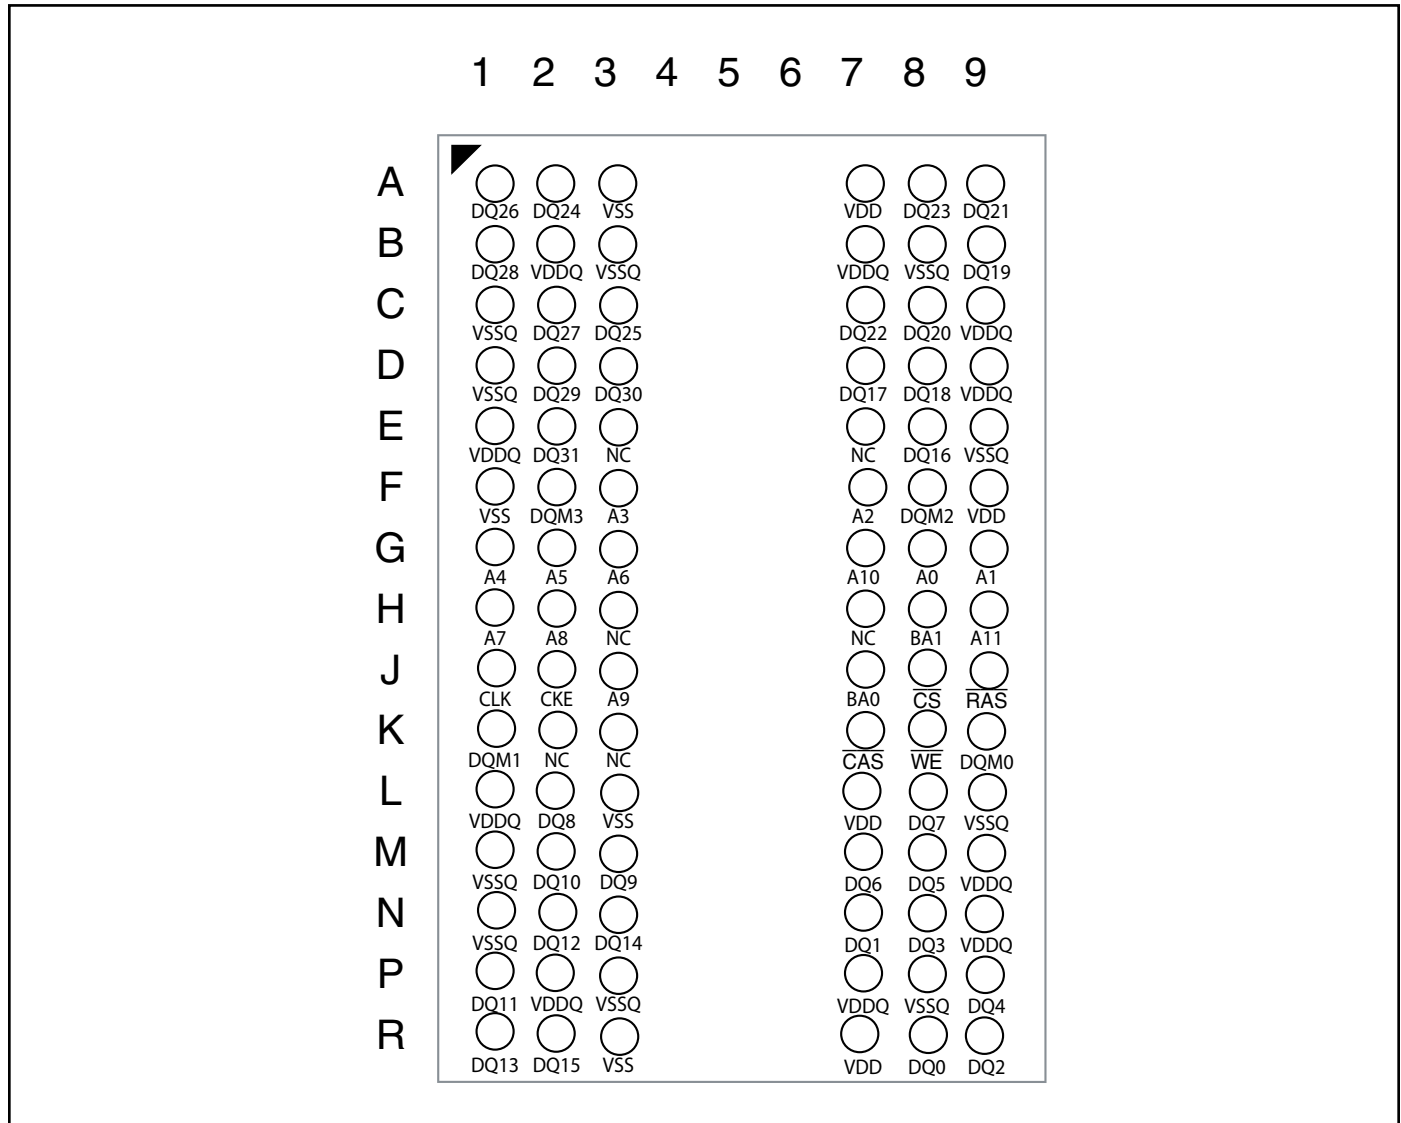 1 2 3 4 5 6 7 8 9
A
DQ26 DQ24 VSS VDD DQ23 DQ21
B
DQ28 VDDQ VSSQ VDDQ VSSQ DQ19
C
VSSQ DQ27 DQ25 DQ22 DQ20 VDDQ
D
VSSQ DQ29 DQ30 DQ17 DQ18 VDDQ
E
VDDQ DQ31 NC NC DQ16 VSSQ
F
VSS DQM3 A3 A2 DQM2 VDD
G
A4 A5 A6 A10 A0 A1
H
A7 A8 NC NC BA1 A11
J
CLK CKE A9 BA0 C̅S̅ R̅A̅S̅
K
DQM1 NC NC C̅A̅S̅ W̅E̅ DQM0
L
VDDQ DQ8 VSS VDD DQ7 VSSQ
M
VSSQ DQ10 DQ9 DQ6 DQ5 VDDQ
N
VSSQ DQ12 DQ14 DQ1 DQ3 VDDQ
P
DQ11 VDDQ VSSQ VDDQ VSSQ DQ4
R
DQ13 DQ15 VSS VDD DQ0 DQ2